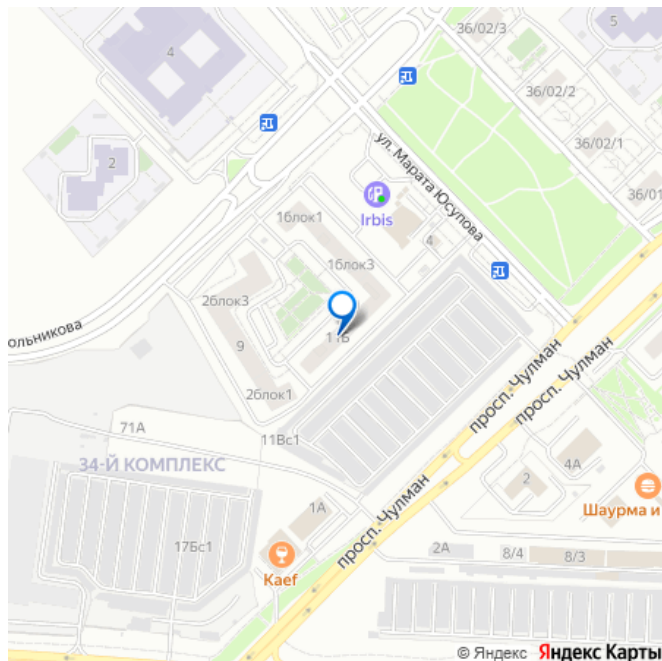 36/02/3
5
4
36/02/2
36/02/1
ул. Марата Юсупова
2
36/01
Irbis
1блок1
4
1блок3
2блок3
ольникова
11Б
9
просп. Чулман
просп. Чулман
2блок1
71А
11Вс1
34-Й КОМПЛЕКС
4А
2
1А
Шаурма и
просп. Чулман
17Бс1
2А
8/4
8/3
Kaef
© Яндекс Яндекс Карты